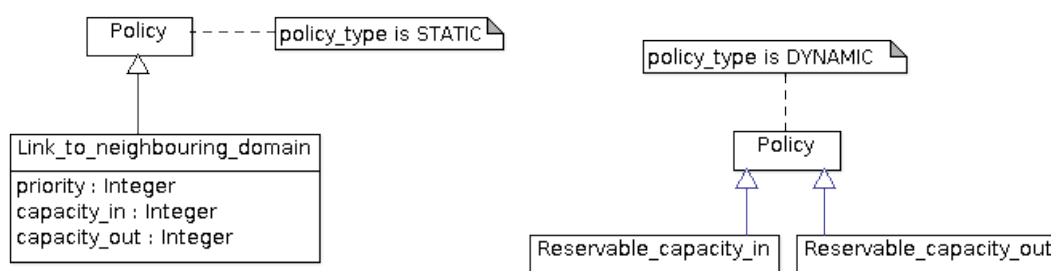 Policy
policy_type is STATIC
Link_to_neighbouring_domain
priority : Integer
capacity_in : Integer
capacity_out : Integer
policy_type is DYNAMIC
Policy
Reservable_capacity_in
Reservable_capacity_out